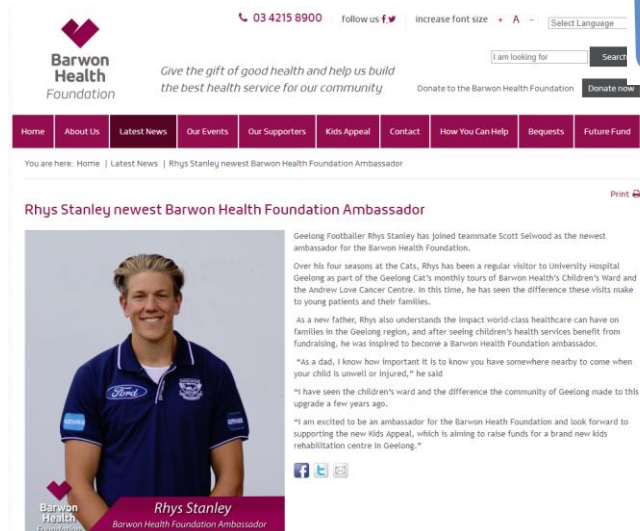 03 4215 8900
follow us
increase font size + A -
Select Language
Barwon
Health
Foundation
Give the gift of good health and help us build
the best health service for our community
I am looking for
Search
Donate to the Barwon Health Foundation
Donate now
Home
About Us
Latest News
Our Events
Our Supporters
Kids Appeal
Contact
How You Can Help
Bequests
Future Fund
You are here: Home | Latest News | Rhys Stanley newest Barwon Health Foundation Ambassador
Print
Rhys Stanley newest Barwon Health Foundation Ambassador
Geelong Footballer Rhys Stanley has joined teammate Scott Selwood as the newest
ambassador for the Barwon Health Foundation.
Over his four seasons at the Cats, Rhys has been a regular visitor to University Hospital
Geelong as part of the Geelong Cat's monthly tours of Barwon Health's Children's Ward and
the Andrew Love Cancer Centre. In this time, he has seen the difference these visits make
to young patients and their families.
As a new father, Rhys also understands the impact world-class healthcare can have on
families in the Geelong region, and after seeing children's health services benefit from
fundraising, he was inspired to become a Barwon Health Foundation ambassador.
"As a dad, I know how important it is to know you have somewhere nearby to come when
your child is unwell or injured," he said
"I have seen the children's ward and the difference the community of Geelong made to this
upgrade a few years ago.
"I am excited to be an ambassador for the Barwon Heath Foundation and look forward to
supporting the new Kids Appeal, which is aiming to raise funds for a brand new kids
rehabilitation centre in Geelong."
Ford
Barwon
Health
Foundation
Rhys Stanley
Barwon Health Foundation Ambassador